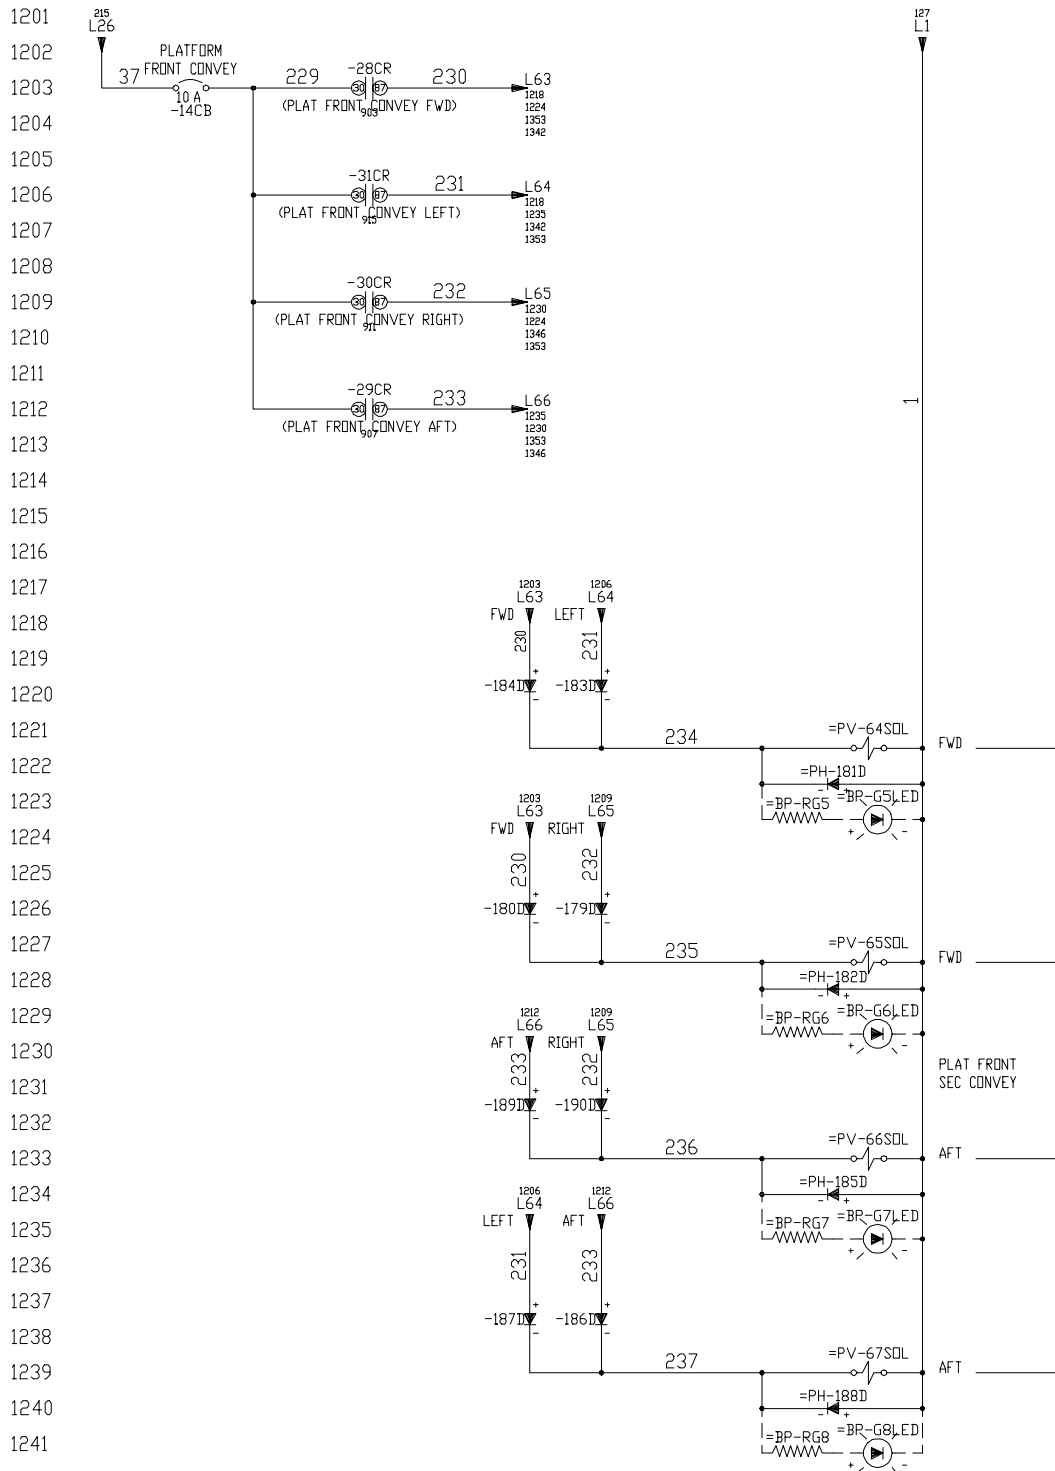 1201 215 127
L26 L1
1202 PLATFORM
FRONT CONVEY
37 229 -28CR 230 L63
1203 30 87 1218
10 A (PLAT FRONT CONVEY FWD) 1224
-14CB 903 1353
1204 1342
1205
-31CR 231 L64
1206 30 87 1218
(PLAT FRONT CONVEY LEFT) 1235
915 1342
1207 1353
1208
-30CR 232 L65
1209 30 87 1230
(PLAT FRONT CONVEY RIGHT) 1224
911 1346
1210 1353
1211
-29CR 233 L66
1212 30 87 1235 1
(PLAT FRONT CONVEY AFT) 1230
907 1353
1213 1346
1214
1215
1216
1217 1203 1206
L63 L64
1218 FWD LEFT
230 231
1219 + +
1220 -184D -183D
- -
1221 234 =PV-64SOL FWD
1222 =PH-181D
- +
1223 1203 1209 =BP-RG5 =BP-G5LED
L63 L65
1224 FWD RIGHT + -
1225 230 232
1226 + +
-180D -179D
- -
1227 235 =PV-65SOL FWD
1228 =PH-182D
- +
1229 1212 1209 =BP-RG6 =BP-G6LED
L66 L65
1230 AFT RIGHT + -
233 232 PLAT FRONT
1231 + + SEC CONVEY
-189D -190D
1232 - -
1233 236 =PV-66SOL AFT
1234 1206 1212 =PH-185D
L64 L66 - +
1235 LEFT AFT =BP-RG7 =BP-G7LED
+ -
1236 231 233
1237 + +
-187D -186D
1238 - -
1239 237 =PV-67SOL AFT
1240 =PH-188D
- +
1241 =BP-RG8 =BP-G8LED
+ -